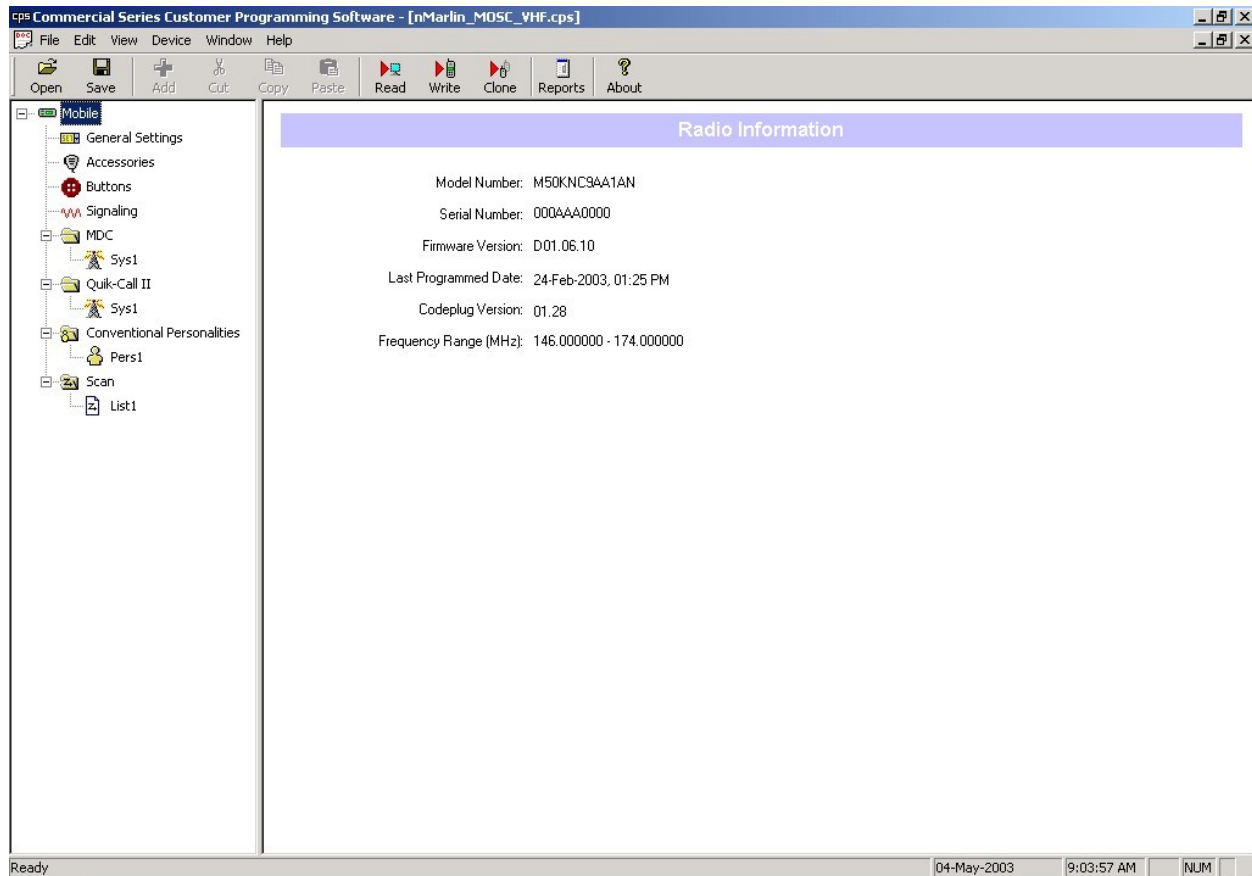 cps Commercial Series Customer Programming Software - [nMarlin_MOSC_VHF.cps]
DOC File Edit View Device Window Help
Open Save Add Cut Copy Paste Read Write Clone Reports About
Mobile
General Settings
Accessories
Buttons
Signaling
MDC
Sys1
Quik-Call II
Sys1
Conventional Personalities
Pers1
Scan
List1
Radio Information
Model Number: M50KNC9AA1AN
Serial Number: 000AAA0000
Firmware Version: D01.06.10
Last Programmed Date: 24-Feb-2003, 01:25 PM
Codeplug Version: 01.28
Frequency Range (MHz): 146.000000 - 174.000000
Ready 04-May-2003 9:03:57 AM NUM